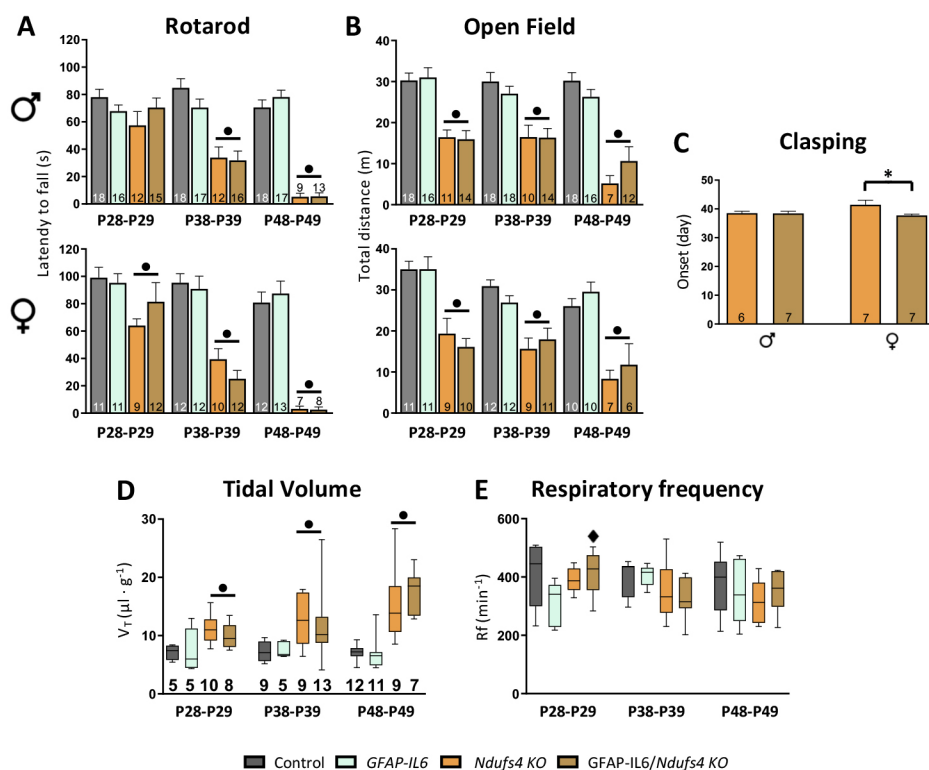 A Rotarod
B Open Field
♂
Latendy to fall (s)
120
100
80
60
40
20
0
18 16 12 15 18 17 12 16 18 17 9 13
P28-P29 P38-P39 P48-P49
Total distance (m)
40
30
20
10
0
18 16 11 14 18 18 10 14 18 16 7 12
P28-P29 P38-P39 P48-P49
C Clasping
Onset (day)
50
40
30
20
10
0
*
6 7 7 7
♂ ♀
♀
120
100
80
60
40
20
0
11 11 9 12 12 12 10 12 12 13 7 8
P28-P29 P38-P39 P48-P49
40
30
20
10
0
11 11 9 10 12 12 9 11 10 10 7 6
P28-P29 P38-P39 P48-P49
D Tidal Volume
V_T (µl · g⁻¹)
30
20
10
0
5 5 10 8 9 5 9 13 12 11 9 7
P28-P29 P38-P39 P48-P49
E Respiratory frequency
Rf (min⁻¹)
600
400
200
0
P28-P29 P38-P39 P48-P49
Control GFAP-IL6 Ndufs4 KO GFAP-IL6/Ndufs4 KO